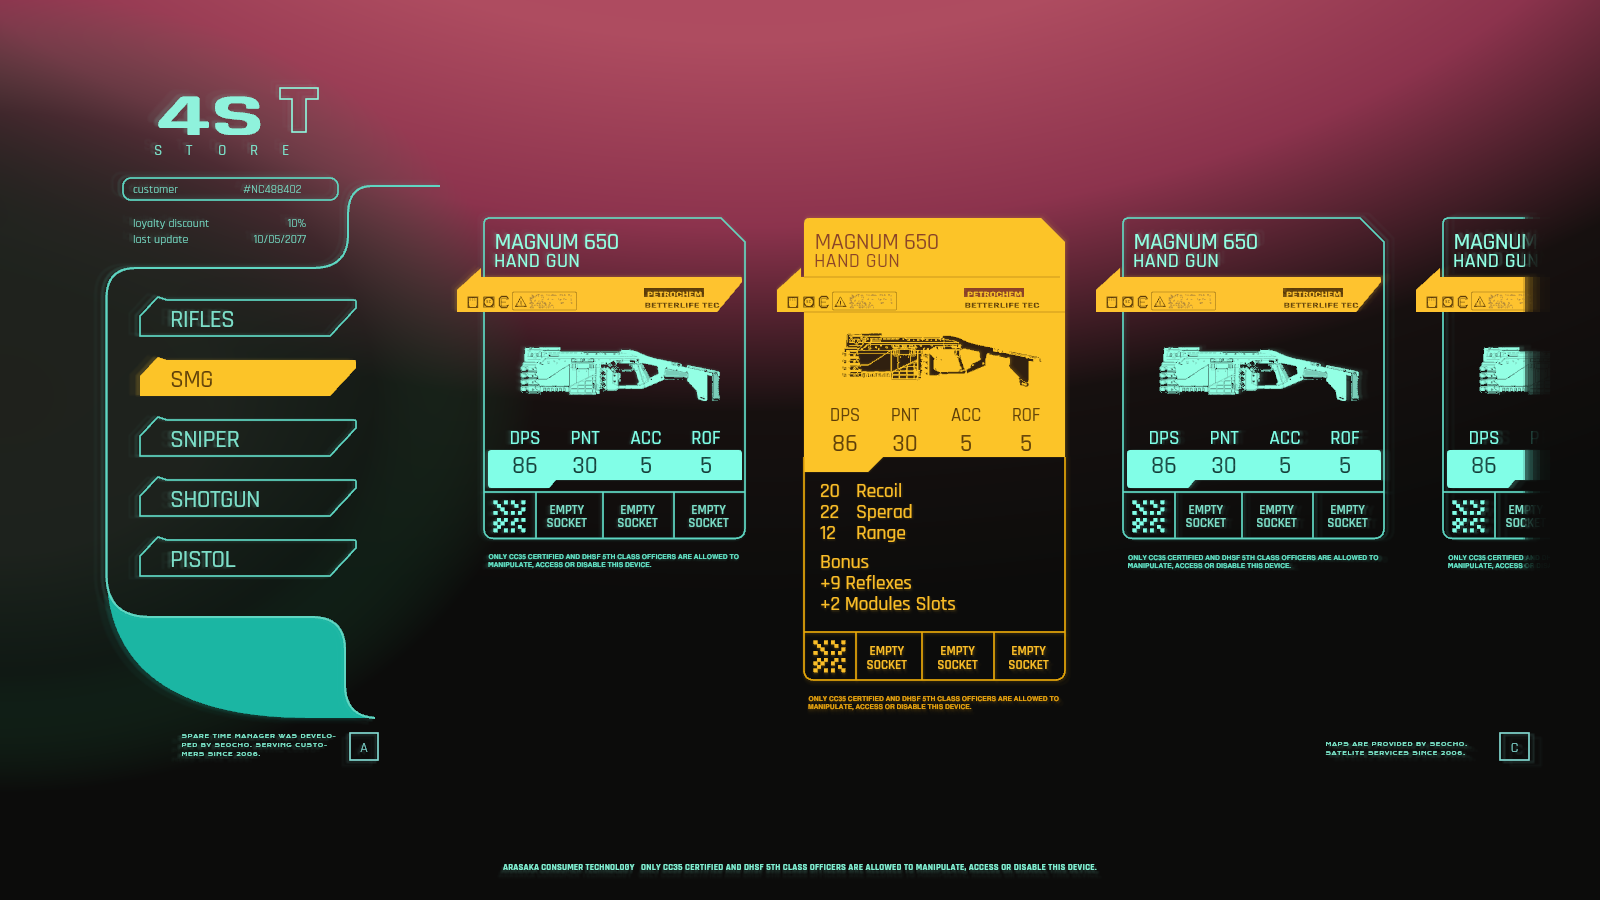 4ST
STORE
customer #NC488402
loyalty discount 10%
last update 10/05/2077
RIFLES
SMG
SNIPER
SHOTGUN
PISTOL
SPARE TIME MANAGER WAS DEVELO-
PED BY SEOCHO. SERVING CUSTO-
MERS SINCE 2006.
A
MAGNUM 650
HAND GUN
PETROCHEM
BETTERLIFE TEC
DPS PNT ACC ROF
86 30 5 5
EMPTY SOCKET
EMPTY SOCKET
EMPTY SOCKET
ONLY CC35 CERTIFIED AND DHSF 5TH CLASS OFFICERS ARE ALLOWED TO
MANIPULATE, ACCESS OR DISABLE THIS DEVICE.
MAGNUM 650
HAND GUN
PETROCHEM
BETTERLIFE TEC
DPS PNT ACC ROF
86 30 5 5
20 Recoil
22 Sperad
12 Range
Bonus
+9 Reflexes
+2 Modules Slots
EMPTY SOCKET
EMPTY SOCKET
EMPTY SOCKET
ONLY CC35 CERTIFIED AND DHSF 5TH CLASS OFFICERS ARE ALLOWED TO
MANIPULATE, ACCESS OR DISABLE THIS DEVICE.
MAGNUM 650
HAND GUN
PETROCHEM
BETTERLIFE TEC
DPS PNT ACC ROF
86 30 5 5
EMPTY SOCKET
EMPTY SOCKET
EMPTY SOCKET
ONLY CC35 CERTIFIED AND DHSF 5TH CLASS OFFICERS ARE ALLOWED TO
MANIPULATE, ACCESS OR DISABLE THIS DEVICE.
MAGNUM
HAND GUN
DPS
86
ONLY CC35 CERTIFIED
MANIPULATE, ACCESS
MAPS ARE PROVIDED BY SEOCHO.
SATELITE SERVICES SINCE 2006.
C
ARASAKA CONSUMER TECHNOLOGY ONLY CC35 CERTIFIED AND DHSF 5TH CLASS OFFICERS ARE ALLOWED TO MANIPULATE, ACCESS OR DISABLE THIS DEVICE.